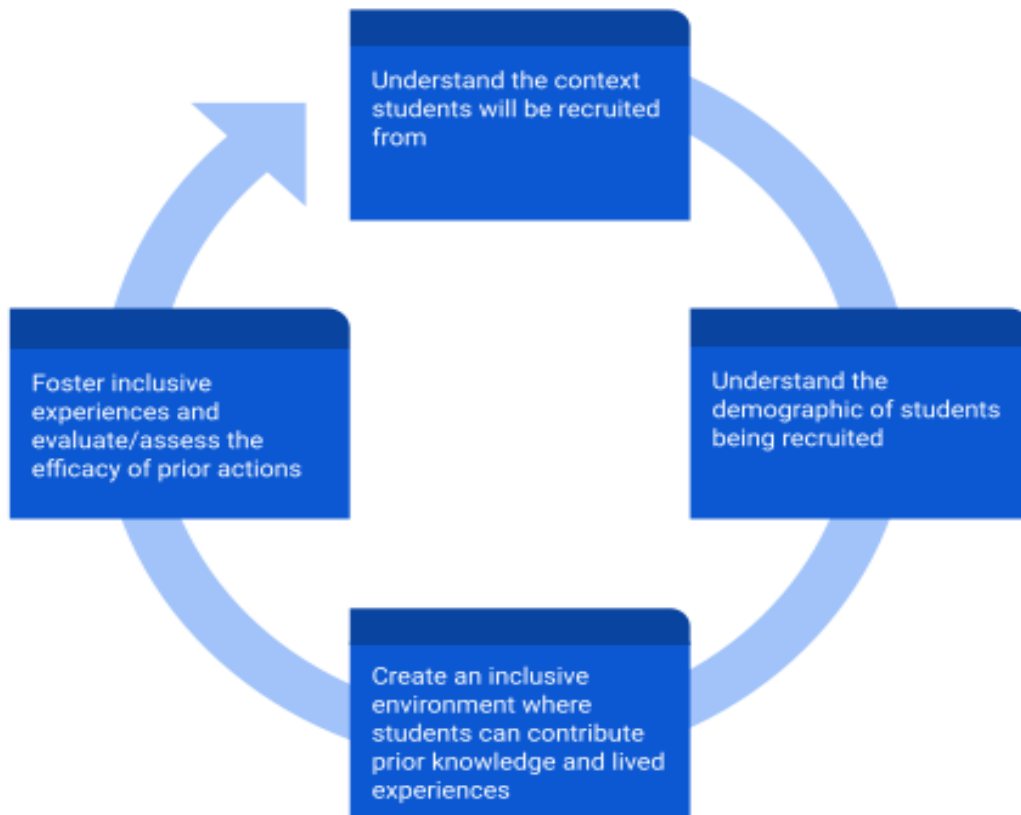 Understand the context
students will be recruited
from
Understand the
demographic of students
being recruited
Create an inclusive
environment where
students can contribute
prior knowledge and lived
experiences
Foster inclusive
experiences and
evaluate/assess the
efficacy of prior actions